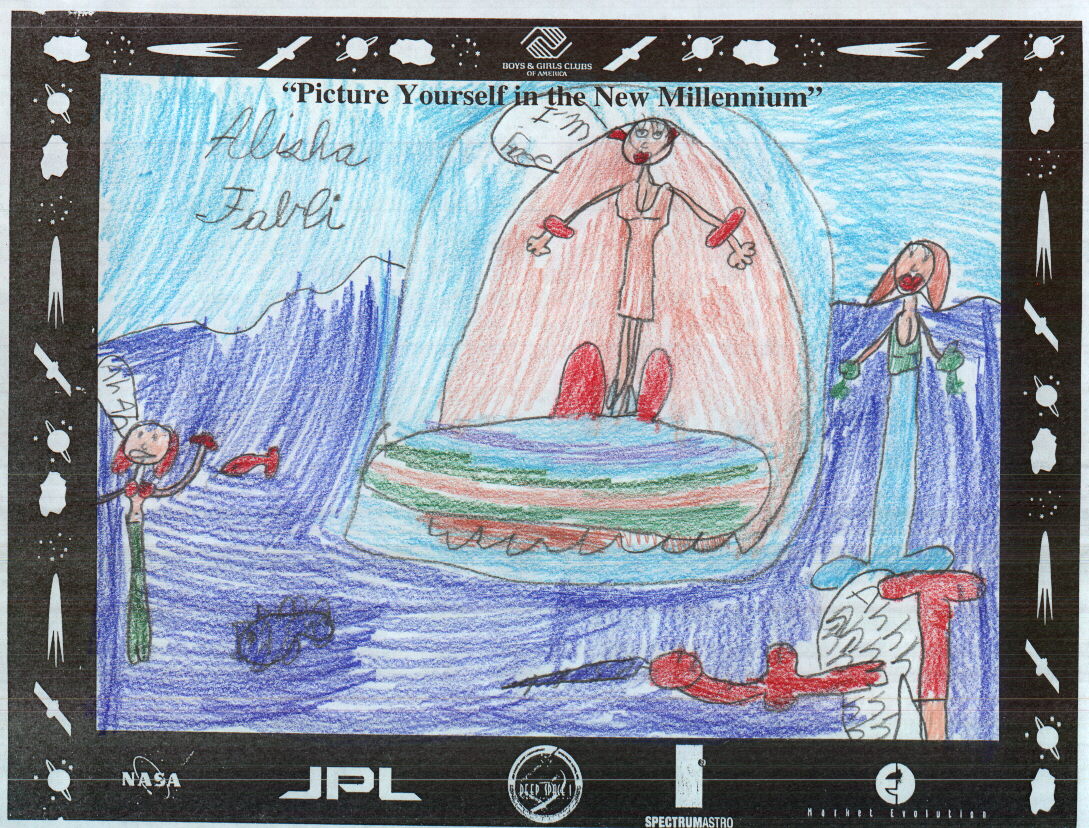 BOYS & GIRLS CLUBS
OF AMERICA
“Picture Yourself in the New Millennium”
Alisha
I'm
free
NASA
JPL
DEEP SPACE 1
SPECTRUMASTRO
Market Evolution